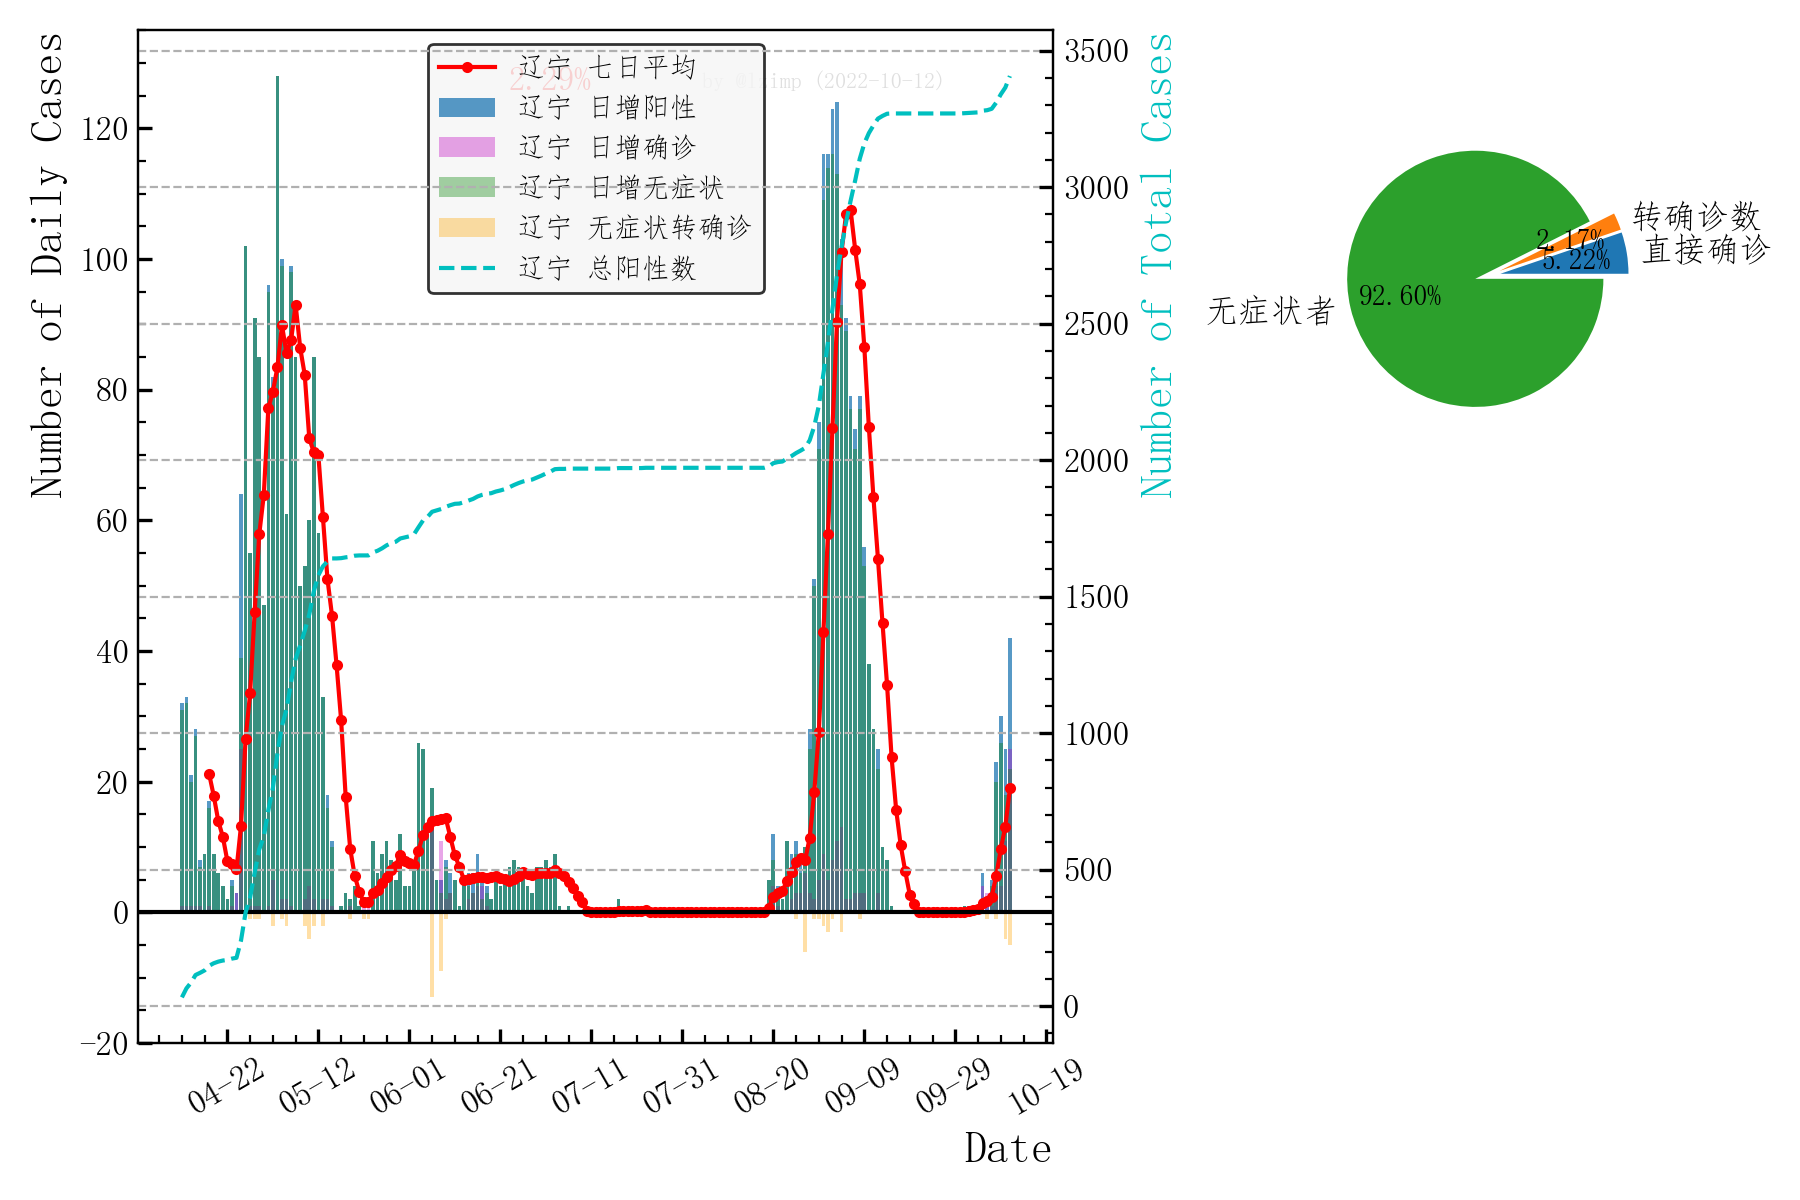 Number of Daily Cases
120
100
80
60
40
20
0
-20
2.29%
(2022-10-12)
辽宁 七日平均
辽宁 日增阳性
辽宁 日增确诊
辽宁 日增无症状
辽宁 无症状转确诊
辽宁 总阳性数
3500
3000
2500
2000
1500
1000
500
0
Number of Total Cases
04-22
05-12
06-01
06-21
07-11
07-31
08-20
09-09
09-29
10-19
Date
转确诊数
2.17%
直接确诊
5.22%
92.60%
无症状者